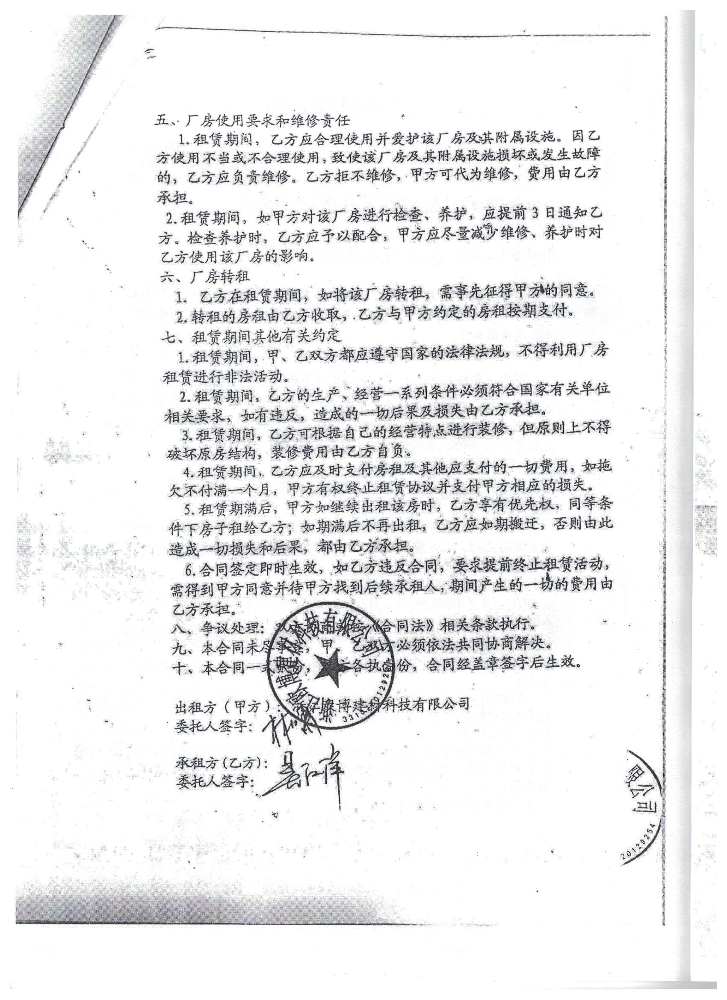 五、厂房使用要求和维修责任
1.租赁期间，乙方应合理使用并爱护该厂房及其附属设施。因乙
方使用不当或不合理使用，致使该厂房及其附属设施损坏或发生故障
的，乙方应负责维修。乙方拒不维修，甲方可代为维修，费用由乙方
承担。
2.租赁期间，如甲方对该厂房进行检查、养护，应提前3日通知乙
方。检查养护时，乙方应予以配合，甲方应尽量减少维修、养护时对
乙方使用该厂房的影响。
六、厂房转租
1. 乙方在租赁期间，如将该厂房转租，需事先征得甲方的同意。
2.转租的房租由乙方收取，乙方与甲方约定的房租按期支付。
七、租赁期间其他有关约定
1.租赁期间，甲、乙双方都应遵守国家的法律法规，不得利用厂房
租赁进行非法活动。
2.租赁期间，乙方的生产、经营一系列条件必须符合国家有关单位
相关要求，如有违反，造成的一切后果及损失由乙方承担。
3.租赁期间，乙方可根据自己的经营特点进行装修，但原则上不得
破坏原房结构，装修费用由乙方自负。
4.租赁期间，乙方应及时支付房租及其他应支付的一切费用，如拖
欠不付满一个月，甲方有权终止租赁协议并支付甲方相应的损失。
5.租赁期满后，甲方如继续出租该房时，乙方享有优先权，同等条
件下房子租给乙方；如期满后不再出租，乙方应如期搬迁，否则由此
造成一切损失和后果，都由乙方承担。
6.合同签定即时生效，如乙方违反合同，要求提前终止租赁活动，
需得到甲方同意并待甲方找到后续承租人，期间产生的一切的费用由
乙方承担。
八、争议处理：双方协商或按《合同法》相关条款执行。
九、本合同未尽事宜，甲、乙双方必须依法共同协商解决。
十、本合同一式贰份，方各执壹份，合同经盖章签字后生效。
出租方（甲方）：博建材科技有限公司
委托人签字：
承租方(乙方)：
委托人签字：
限公司
20129254